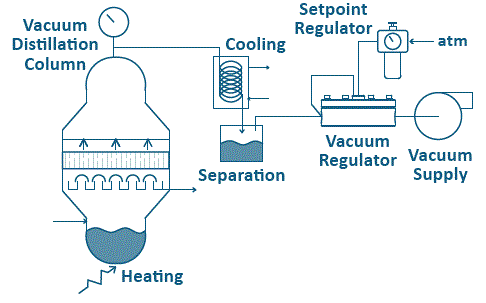 Vacuum
Distillation
Column
Cooling
Setpoint
Regulator
atm
Separation
Vacuum
Regulator
Vacuum
Supply
Heating